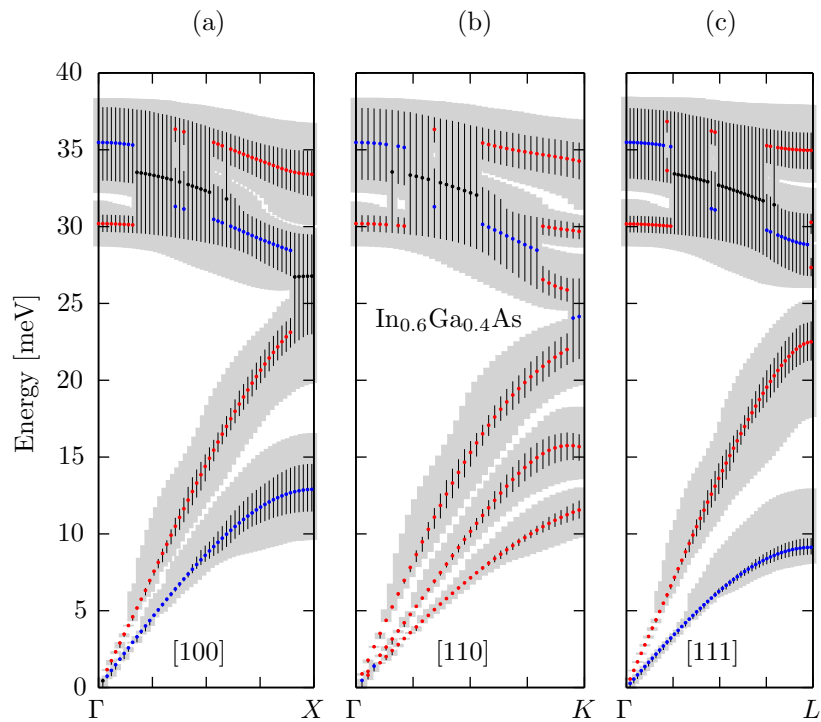 (a) (b) (c)
Energy [meV]
40
35
30
25
20
15
10
5
0
In₀.₆Ga₀.₄As
[100] [110] [111]
Γ X Γ K Γ L